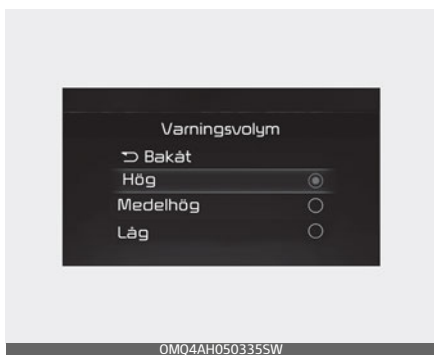 Varningsvolym
Bakåt
Hög
Medelhög
Låg
OMQ4AH050335SW